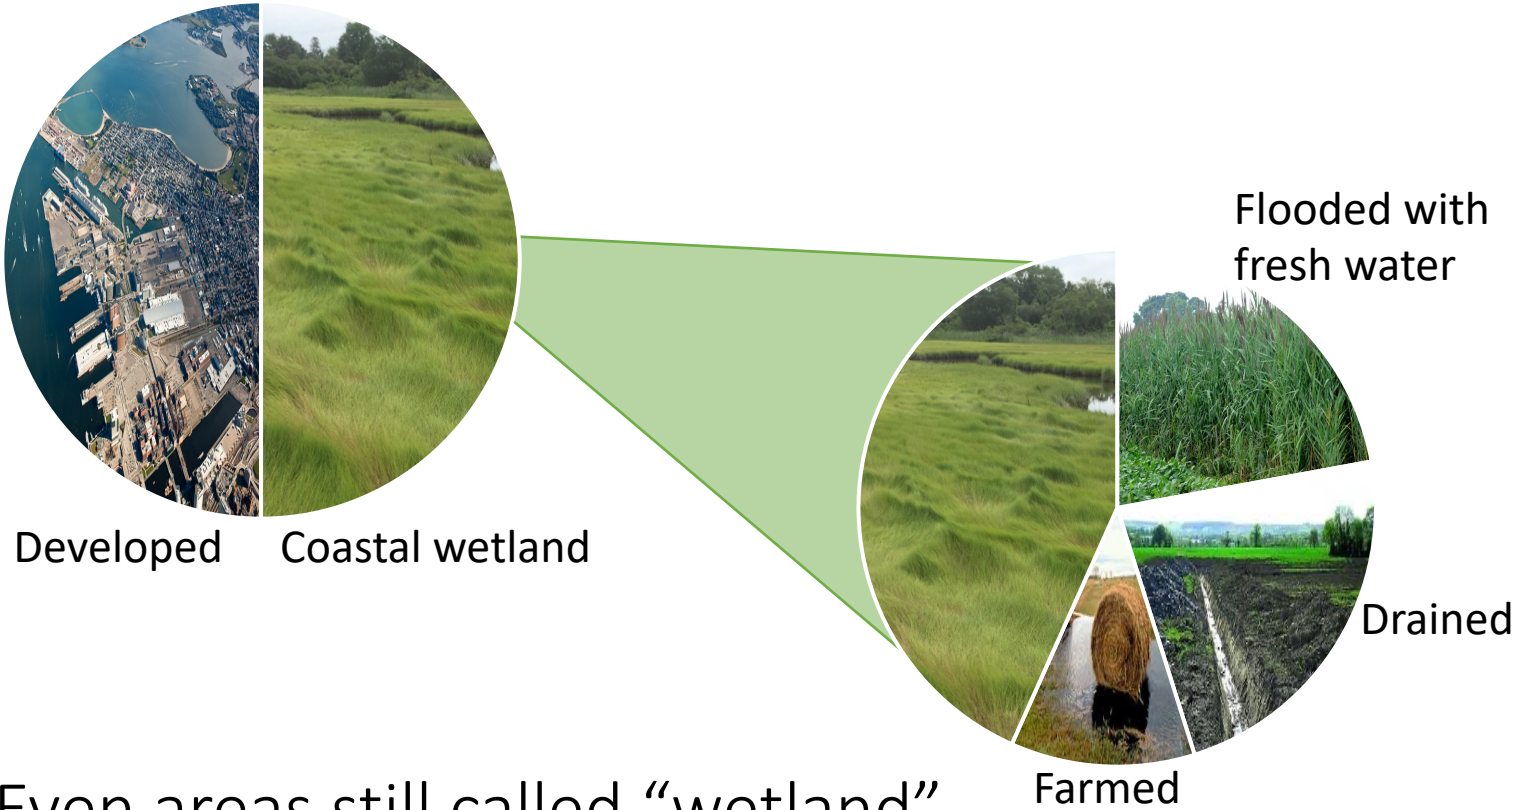 Flooded with
fresh water
Developed
Coastal wetland
Drained
Farmed
Even areas still called “wetland”